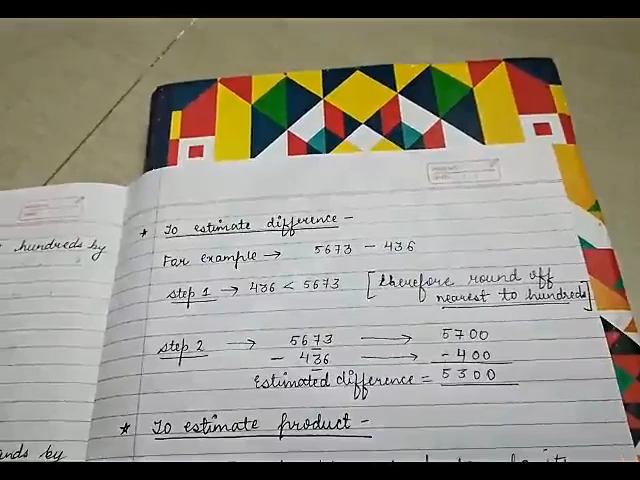 hundreds by
* To estimate difference -
For example → 5673 - 436
Step 1 → 436 < 5673 [therefore round off
nearest to hundreds]
Step 2 → 5673 → 5700
- 436 → - 400
Estimated difference = 5300
* To estimate product -
by